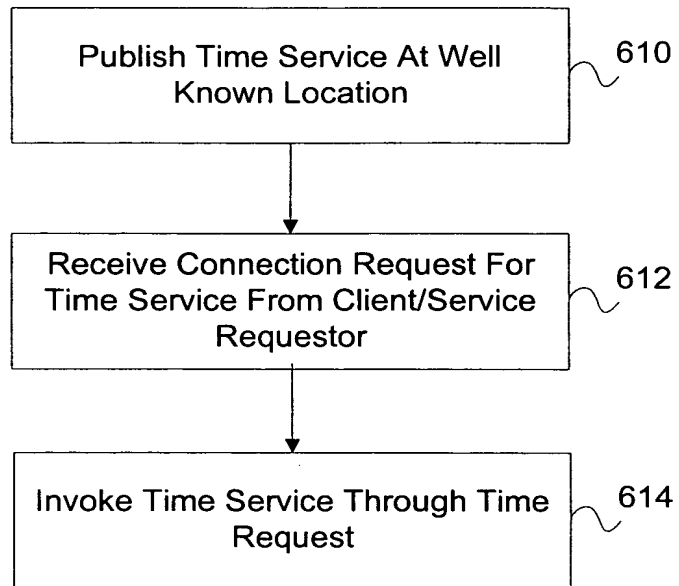 Publish Time Service At Well
Known Location
610
Receive Connection Request For
Time Service From Client/Service
Requestor
612
Invoke Time Service Through Time
Request
614